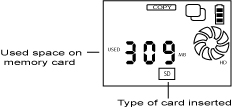 COPY
Used space on
memory card
USED 309 MB
HD
SD
Type of card inserted